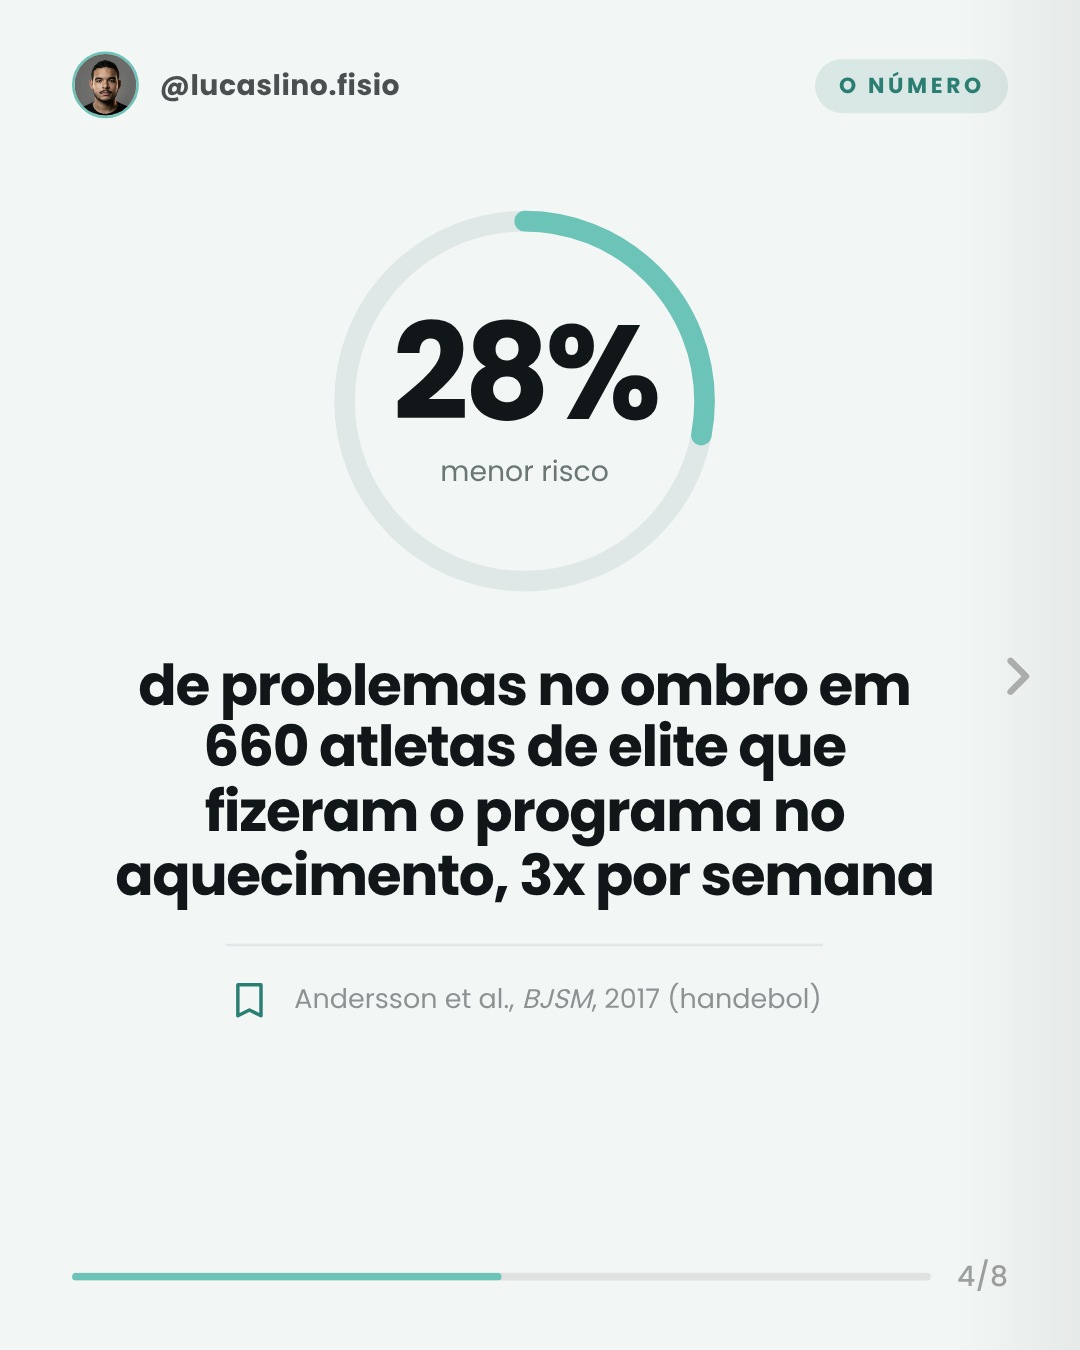 @lucaslino.fisio
O NÚMERO
28%
menor risco
de problemas no ombro em
660 atletas de elite que
fizeram o programa no
aquecimento, 3x por semana
Andersson et al., BJSM, 2017 (handebol)
4/8